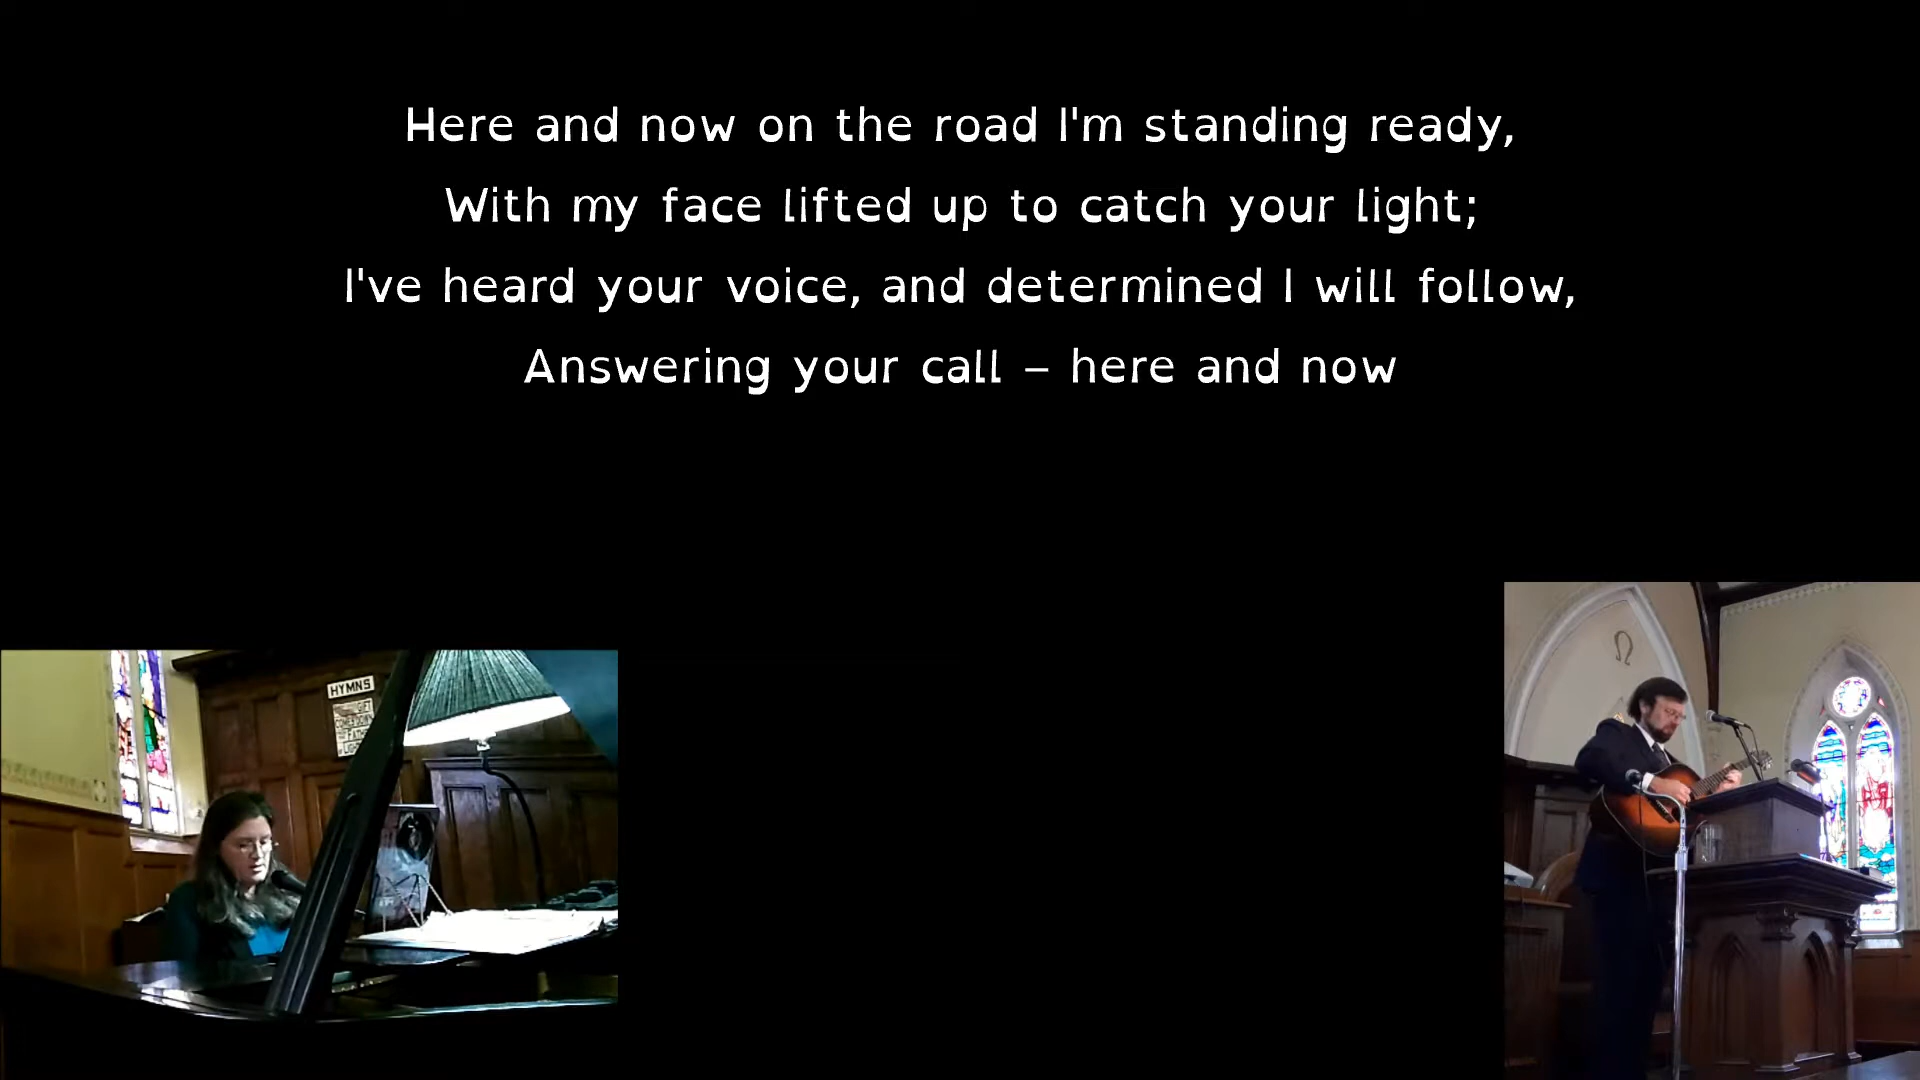 Here and now on the road I'm standing ready,
With my face lifted up to catch your light;
I've heard your voice, and determined I will follow,
Answering your call – here and now
HYMNS